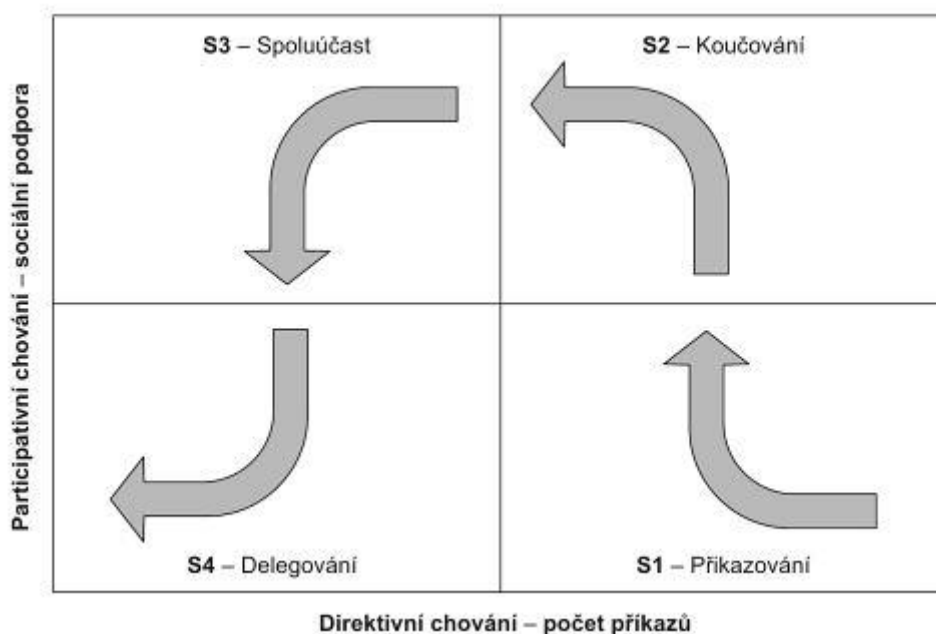 S3 – Spoluúčast
S2 – Koučování
Participativní chování – sociální podpora
S4 – Delegování
S1 – Přikazování
Direktivní chování – počet příkazů